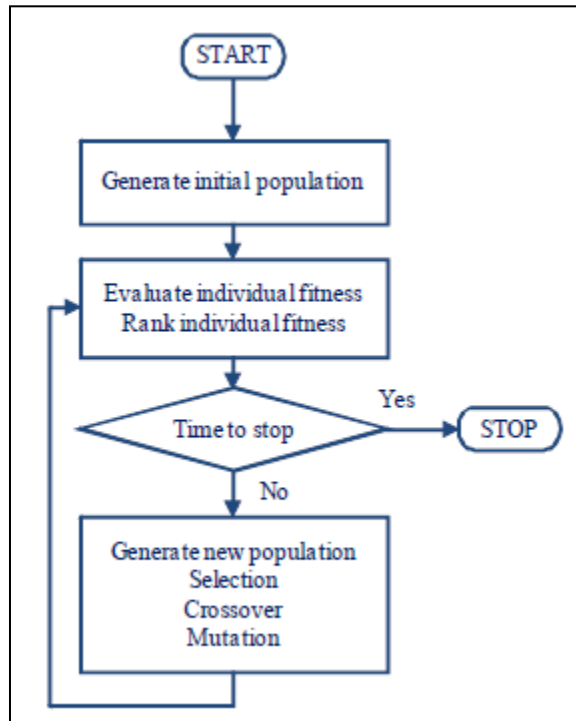 START
Generate initial population
Evaluate individual fitness
Rank individual fitness
Time to stop
Yes
STOP
No
Generate new population
Selection
Crossover
Mutation